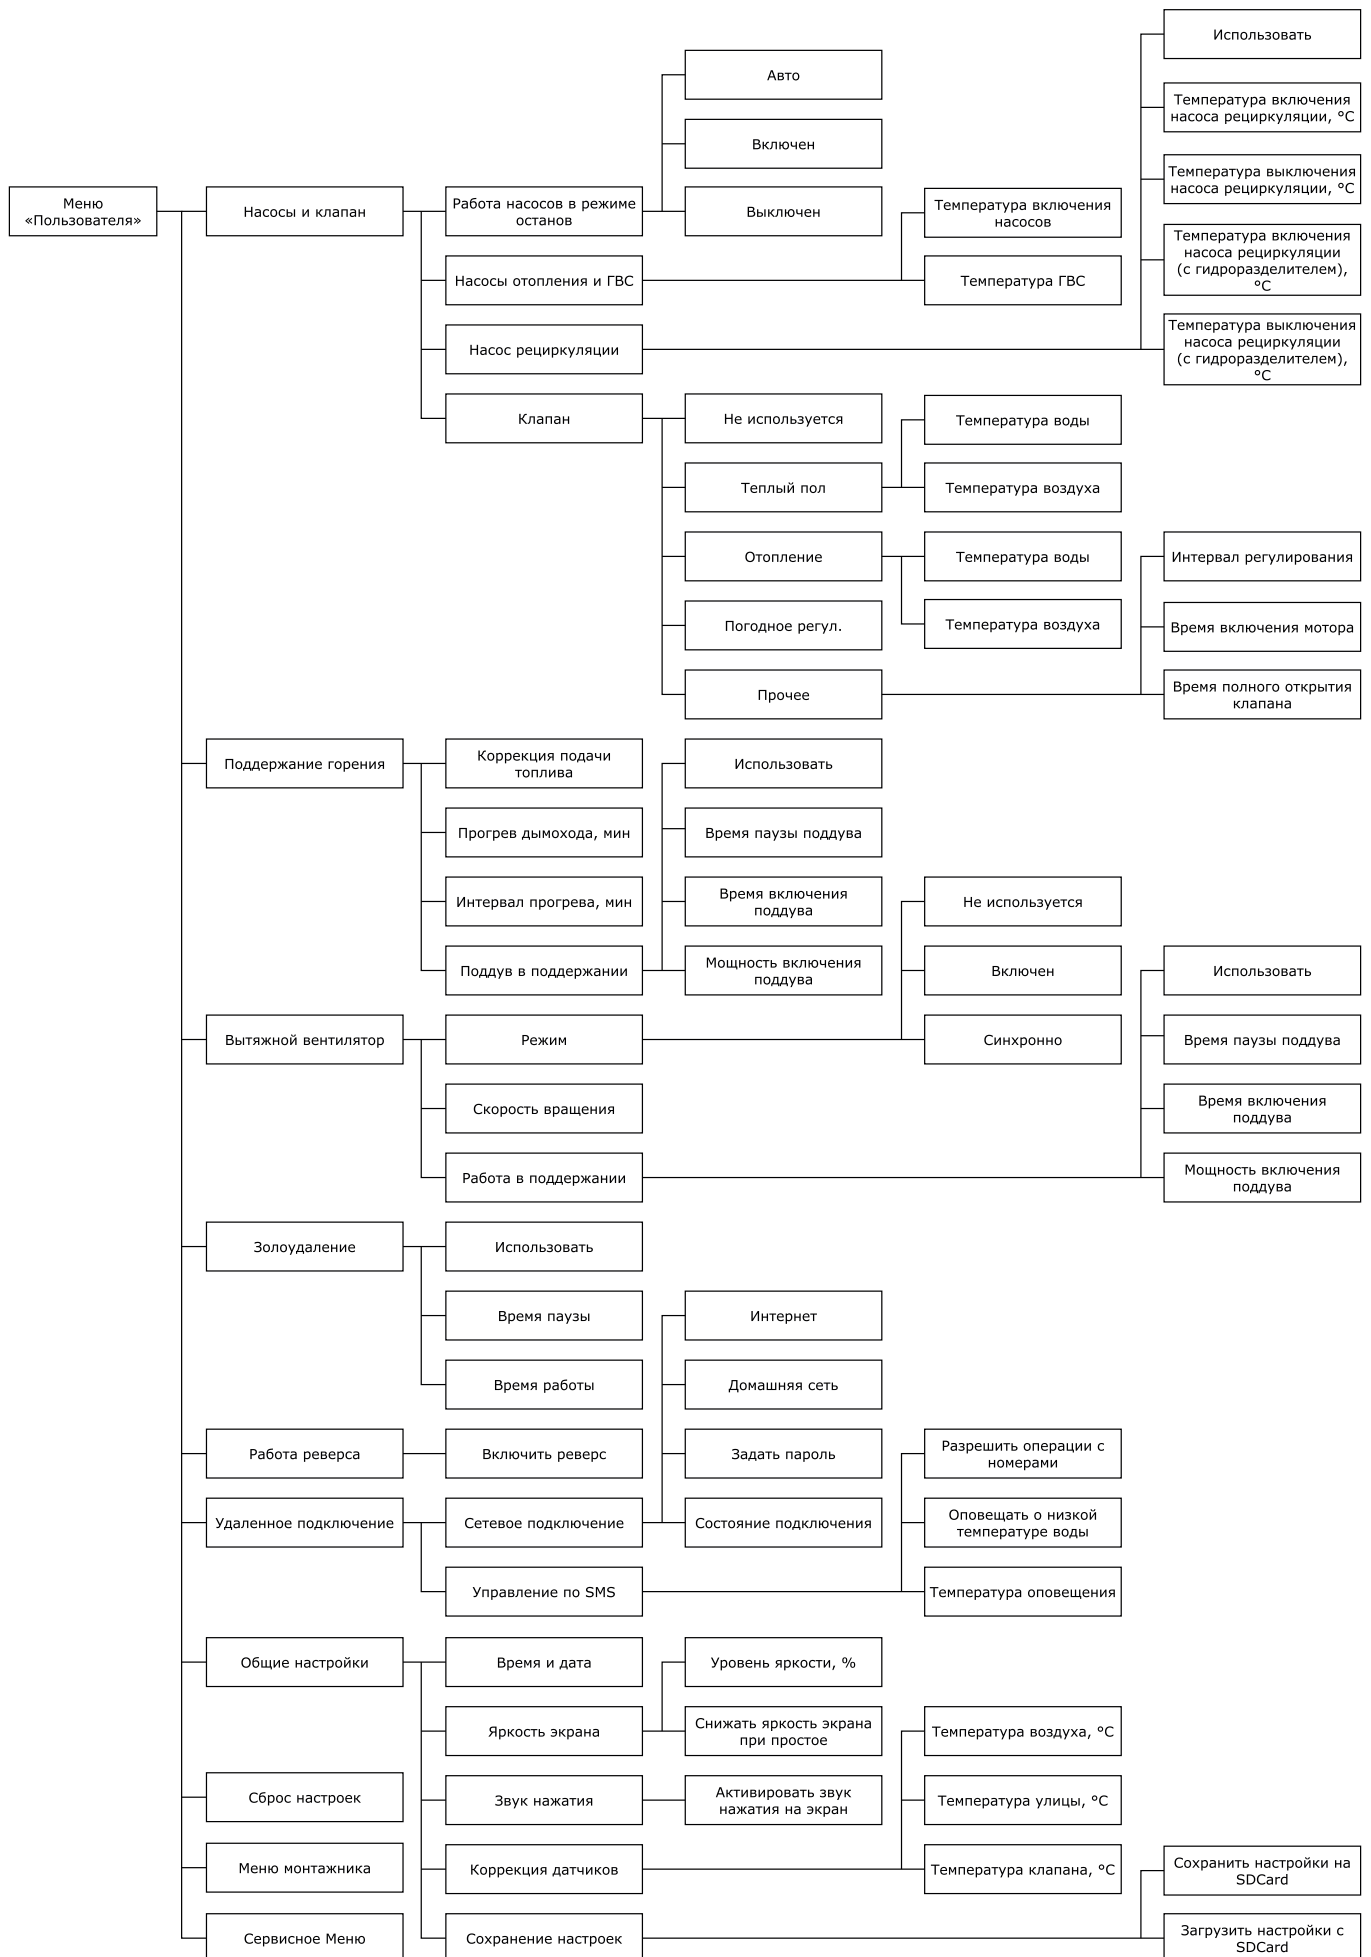 Меню
«Пользователя»
Насосы и клапан
Работа насосов в режиме
останов
Авто
Включен
Выключен
Насосы отопления и ГВС
Температура включения
насосов
Температура ГВС
Насос рециркуляции
Использовать
Температура включения
насоса рециркуляции, °С
Температура выключения
насоса рециркуляции, °С
Температура включения
насоса рециркуляции
(с гидроразделителем),
°С
Температура выключения
насоса рециркуляции
(с гидроразделителем),
°С
Клапан
Не используется
Теплый пол
Температура воды
Температура воздуха
Отопление
Температура воды
Температура воздуха
Погодное регул.
Прочее
Интервал регулирования
Время включения мотора
Время полного открытия
клапана
Поддержание горения
Коррекция подачи
топлива
Прогрев дымохода, мин
Интервал прогрева, мин
Поддув в поддержании
Использовать
Время паузы поддува
Время включения
поддува
Мощность включения
поддува
Вытяжной вентилятор
Режим
Не используется
Включен
Синхронно
Скорость вращения
Работа в поддержании
Использовать
Время паузы поддува
Время включения
поддува
Мощность включения
поддува
Золоудаление
Использовать
Время паузы
Время работы
Работа реверса
Включить реверс
Удаленное подключение
Сетевое подключение
Интернет
Домашняя сеть
Задать пароль
Состояние подключения
Управление по SMS
Разрешить операции с
номерами
Оповещать о низкой
температуре воды
Температура оповещения
Общие настройки
Время и дата
Яркость экрана
Уровень яркости, %
Снижать яркость экрана
при простое
Звук нажатия
Активировать звук
нажатия на экран
Коррекция датчиков
Температура воздуха, °С
Температура улицы, °С
Температура клапана, °С
Сохранение настроек
Сохранить настройки на
SDCard
Загрузить настройки с
SDCard
Сброс настроек
Меню монтажника
Сервисное Меню